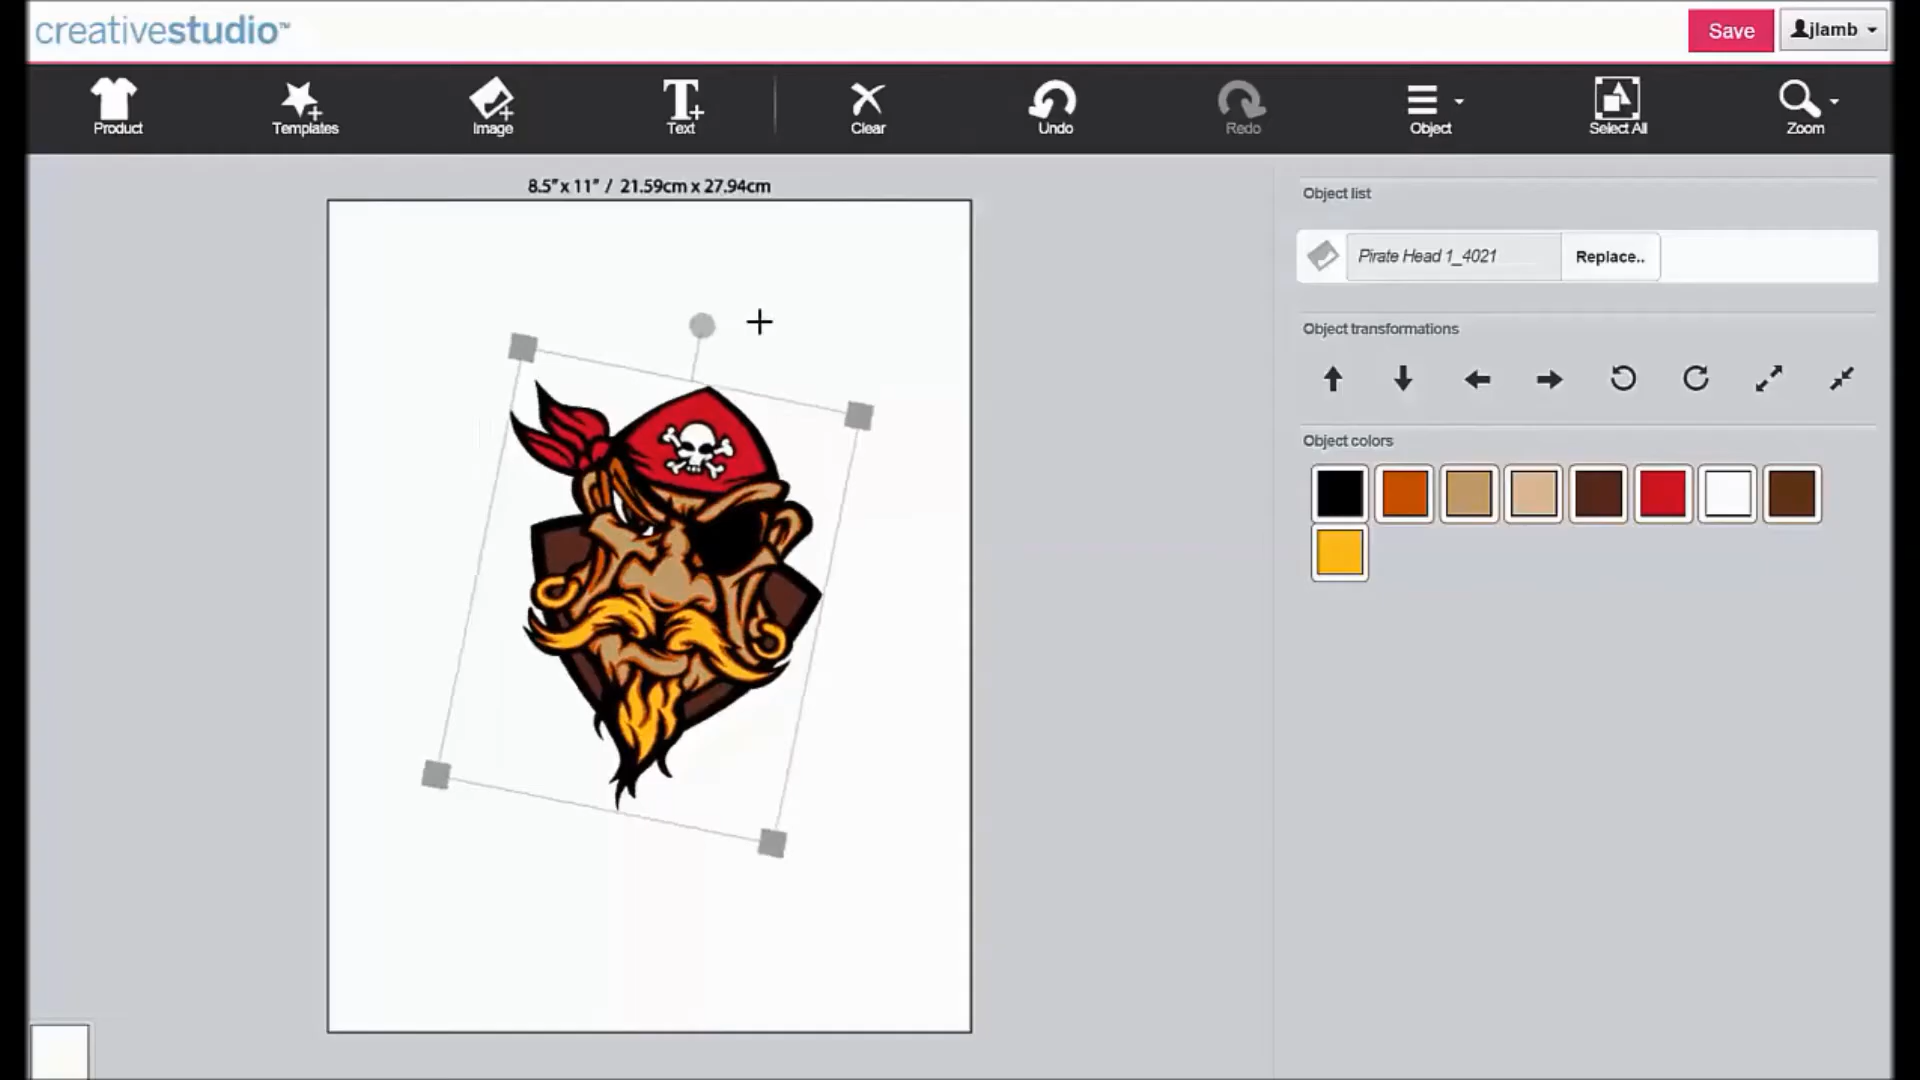 creativestudio™
Save
jlamb
Product
Templates
Image
Text
Clear
Undo
Redo
Object
Select All
Zoom
8.5" x 11" / 21.59cm x 27.94cm
Object list
Pirate Head 1_4021
Replace..
Object transformations
Object colors